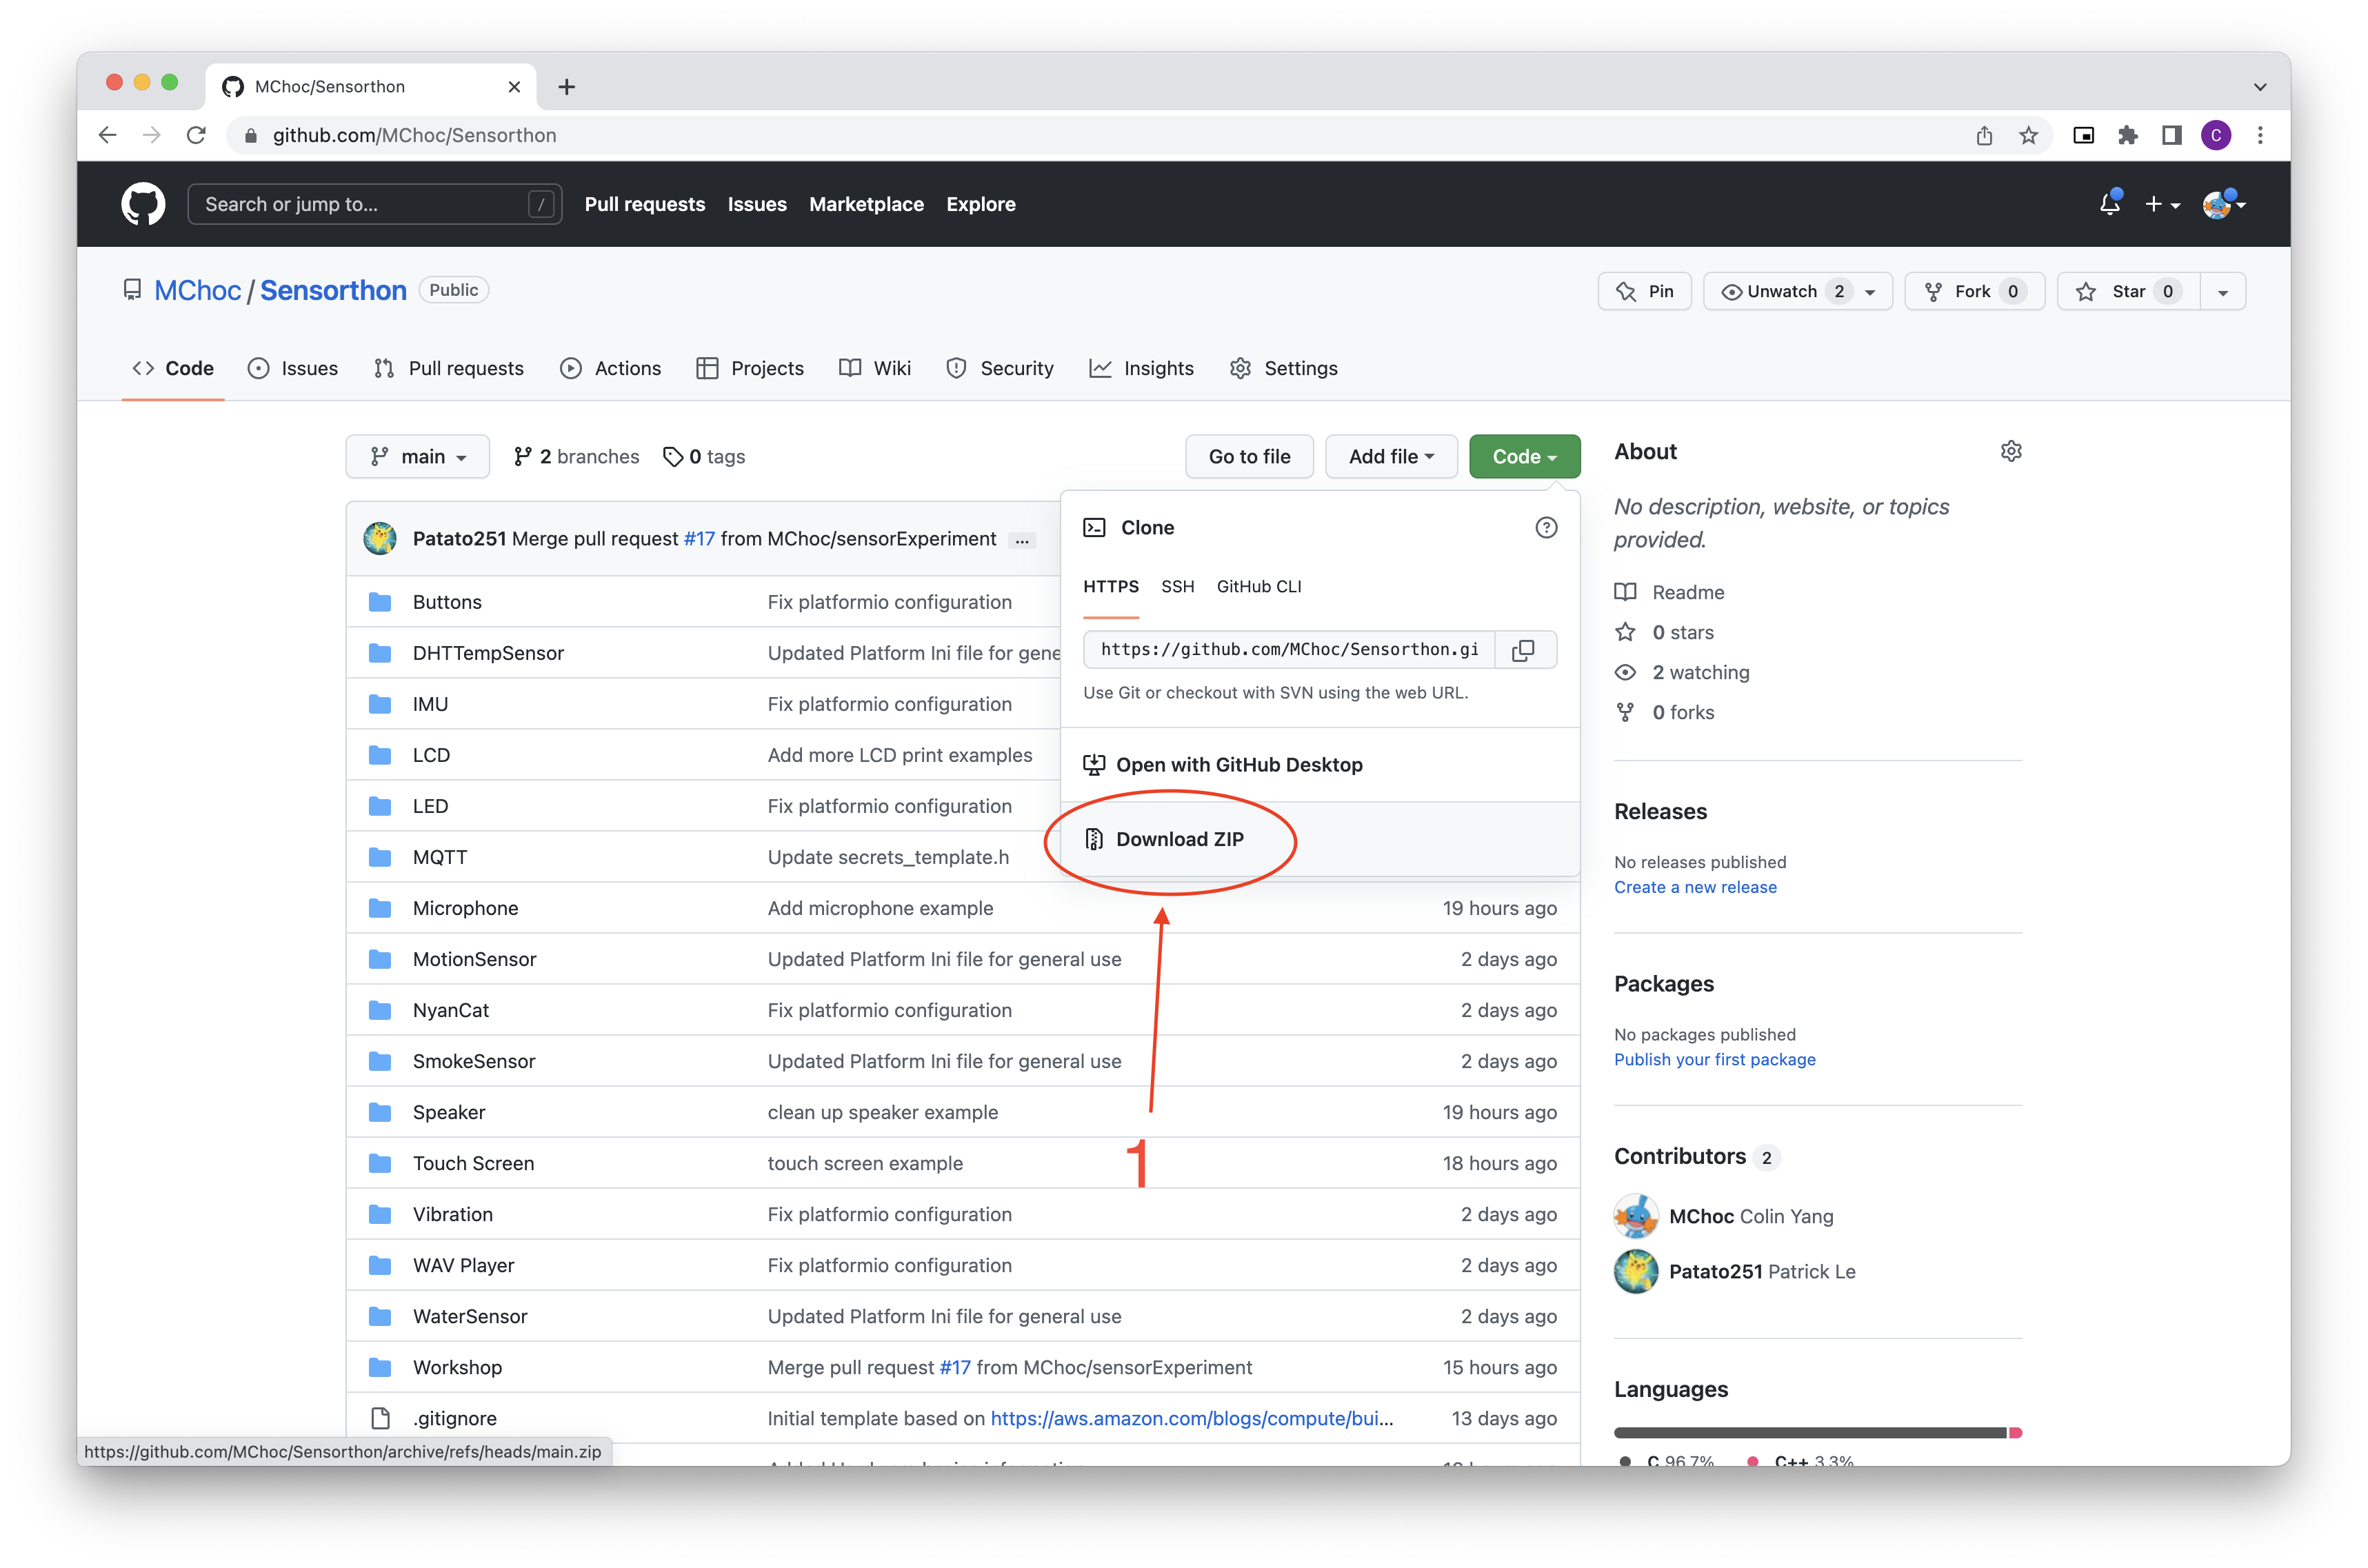 MChoc/Sensorthon
github.com/MChoc/Sensorthon
C
Search or jump to... /
Pull requests Issues Marketplace Explore
MChoc / Sensorthon Public
Pin Unwatch 2 Fork 0 Star 0
Code Issues Pull requests Actions Projects Wiki Security Insights Settings
main 2 branches 0 tags
Go to file Add file Code
Patato251 Merge pull request #17 from MChoc/sensorExperiment ...
Buttons Fix platformio configuration
DHTTempSensor Updated Platform Ini file for gene
IMU Fix platformio configuration
LCD Add more LCD print examples
LED Fix platformio configuration
MQTT Update secrets_template.h
Microphone Add microphone example 19 hours ago
MotionSensor Updated Platform Ini file for general use 2 days ago
NyanCat Fix platformio configuration 2 days ago
SmokeSensor Updated Platform Ini file for general use 2 days ago
Speaker clean up speaker example 19 hours ago
Touch Screen touch screen example 18 hours ago
Vibration Fix platformio configuration 2 days ago
WAV Player Fix platformio configuration 2 days ago
WaterSensor Updated Platform Ini file for general use 2 days ago
Workshop Merge pull request #17 from MChoc/sensorExperiment 15 hours ago
.gitignore Initial template based on https://aws.amazon.com/blogs/compute/bui... 13 days ago
Clone
HTTPS SSH GitHub CLI
https://github.com/MChoc/Sensorthon.gi
Use Git or checkout with SVN using the web URL.
Open with GitHub Desktop
Download ZIP
1
About
No description, website, or topics
provided.
Readme
0 stars
2 watching
0 forks
Releases
No releases published
Create a new release
Packages
No packages published
Publish your first package
Contributors 2
MChoc Colin Yang
Patato251 Patrick Le
Languages
C 96.7% C++ 3.3%
https://github.com/MChoc/Sensorthon/archive/refs/heads/main.zip